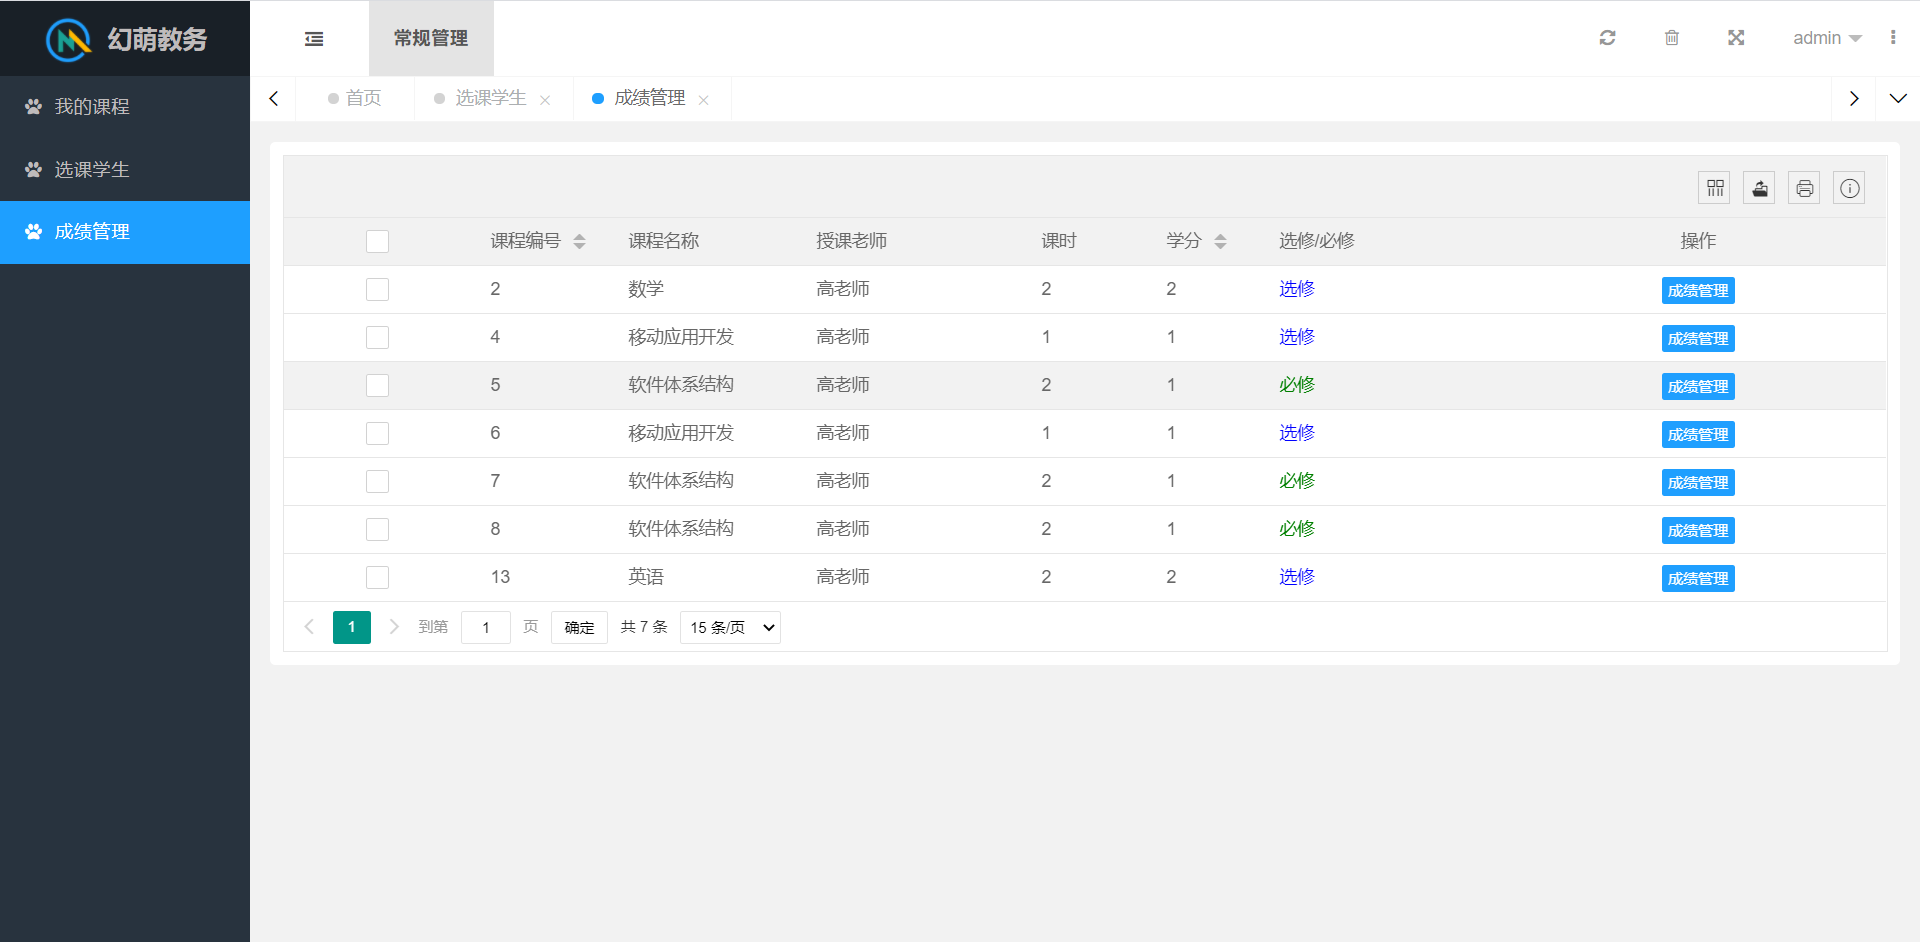 幻萌教务
常规管理
admin
我的课程
选课学生
成绩管理
首页
选课学生
成绩管理
课程编号 课程名称 授课老师 课时 学分 选修/必修 操作
2 数学 高老师 2 2 选修 成绩管理
4 移动应用开发 高老师 1 1 选修 成绩管理
5 软件体系结构 高老师 2 1 必修 成绩管理
6 移动应用开发 高老师 1 1 选修 成绩管理
7 软件体系结构 高老师 2 1 必修 成绩管理
8 软件体系结构 高老师 2 1 必修 成绩管理
13 英语 高老师 2 2 选修 成绩管理
1 到第 1 页 确定 共 7 条 15 条/页